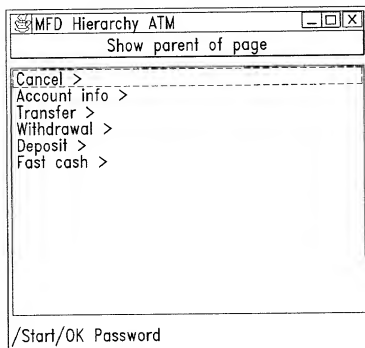 MFD Hierarchy ATM
Show parent of page
Cancel >
Account info >
Transfer >
Withdrawal >
Deposit >
Fast cash >
/Start/OK Password